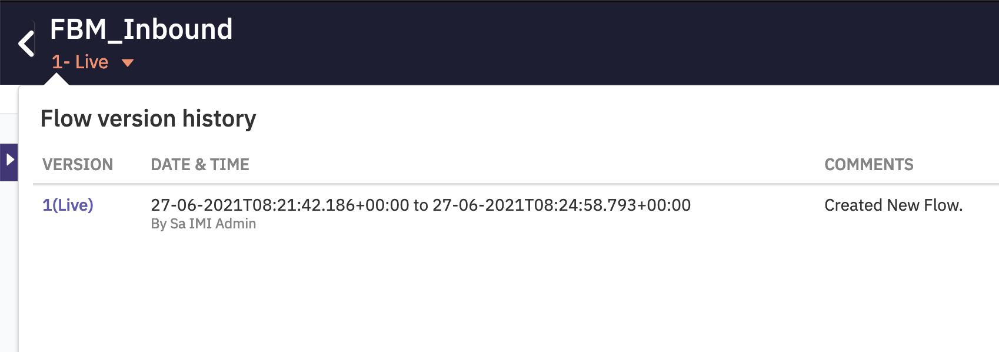 FBM_Inbound
1- Live
Flow version history
VERSION DATE & TIME COMMENTS
1(Live) 27-06-2021T08:21:42.186+00:00 to 27-06-2021T08:24:58.793+00:00 Created New Flow.
By Sa IMI Admin